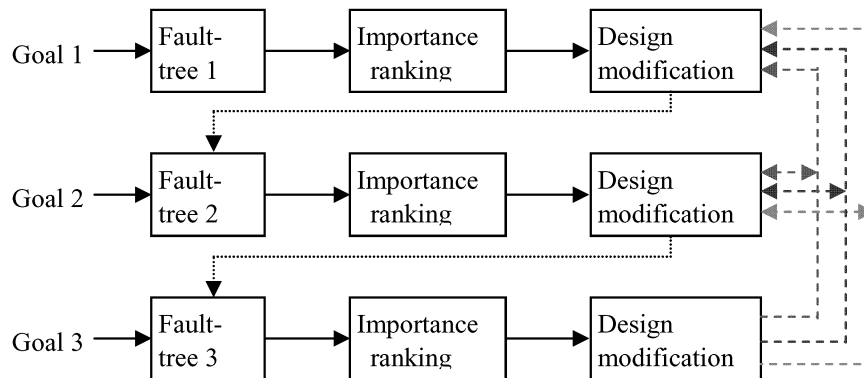 Goal 1
Fault-
tree 1
Importance
ranking
Design
modification
Goal 2
Fault-
tree 2
Importance
ranking
Design
modification
Goal 3
Fault-
tree 3
Importance
ranking
Design
modification